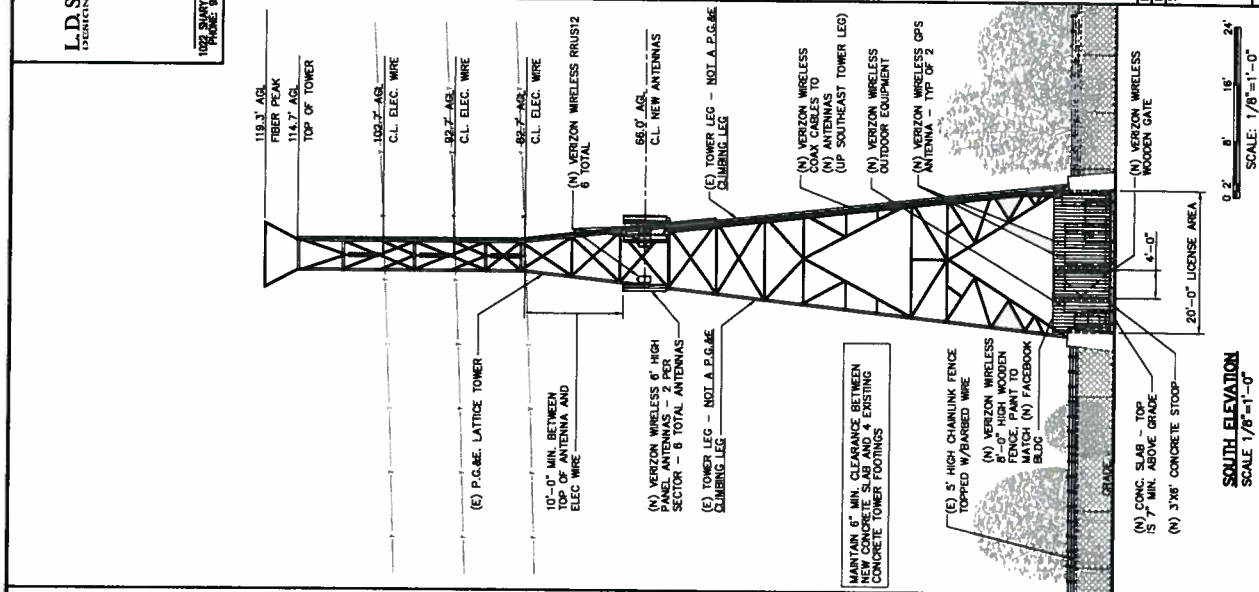 L.D.S
DESIGN
1022 SHARY
PHONE: 9
119.3' AGL
FIBER PEAK
114.7' AGL
TOP OF TOWER
102.7' AGL
C.L. ELEC. WIRE
92.7' AGL
C.L. ELEC. WIRE
82.7' AGL
C.L. ELEC. WIRE
(N) VERIZON WIRELESS RRUS12
6 TOTAL
66.0' AGL
C.L NEW ANTENNAS
(E) TOWER LEG - NOT A P.G.&E
CLIMBING LEG
(N) VERIZON WIRELESS
COAX CABLES TO
(N) ANTENNAS
(UP SOUTHEAST TOWER LEG)
(N) VERIZON WIRELESS
OUTDOOR EQUIPMENT
(N) VERIZON WIRELESS GPS
ANTENNA - TYP OF 2
(N) VERIZON WIRELESS
WOODEN GATE
(E) P.G.&E. LATTICE TOWER
10'-0" MIN. BETWEEN
TOP OF ANTENNA AND
ELEC WIRE
(N) VERIZON WIRELESS 6' HIGH
PANEL ANTENNAS - 2 PER
SECTOR - 6 TOTAL ANTENNAS
(E) TOWER LEG - NOT A P.G.&E
CLIMBING LEG
MAINTAIN 6" MIN. CLEARANCE BETWEEN
NEW CONCRETE SLAB AND 4 EXISTING
CONCRETE TOWER FOOTINGS
(E) 5' HIGH CHAINLINK FENCE
TOPPED W/BARBED WIRE
(N) VERIZON WIRELESS
8'-0" HIGH WOODEN
FENCE, PAINT TO
MATCH (N) FACEBOOK
BLDG
GRADE
(N) CONC. SLAB - TOP
IS 7" MIN. ABOVE GRADE
(N) 3'X6' CONCRETE STOOP
4'-0"
20'-0" LICENSE AREA
SOUTH ELEVATION
SCALE 1/8"=1'-0"
0 2' 8' 16' 24'
SCALE: 1/8"=1'-0"